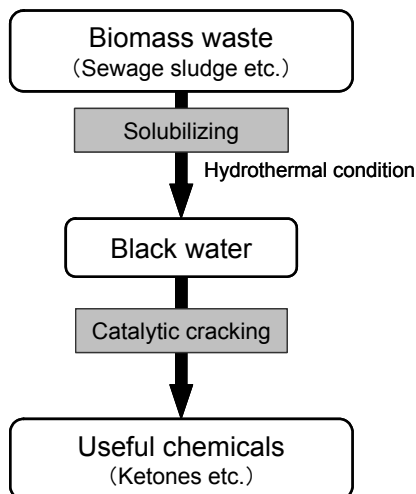 Biomass waste
（Sewage sludge etc.）
Solubilizing
Hydrothermal condition
Black water
Catalytic cracking
Useful chemicals
（Ketones etc.）